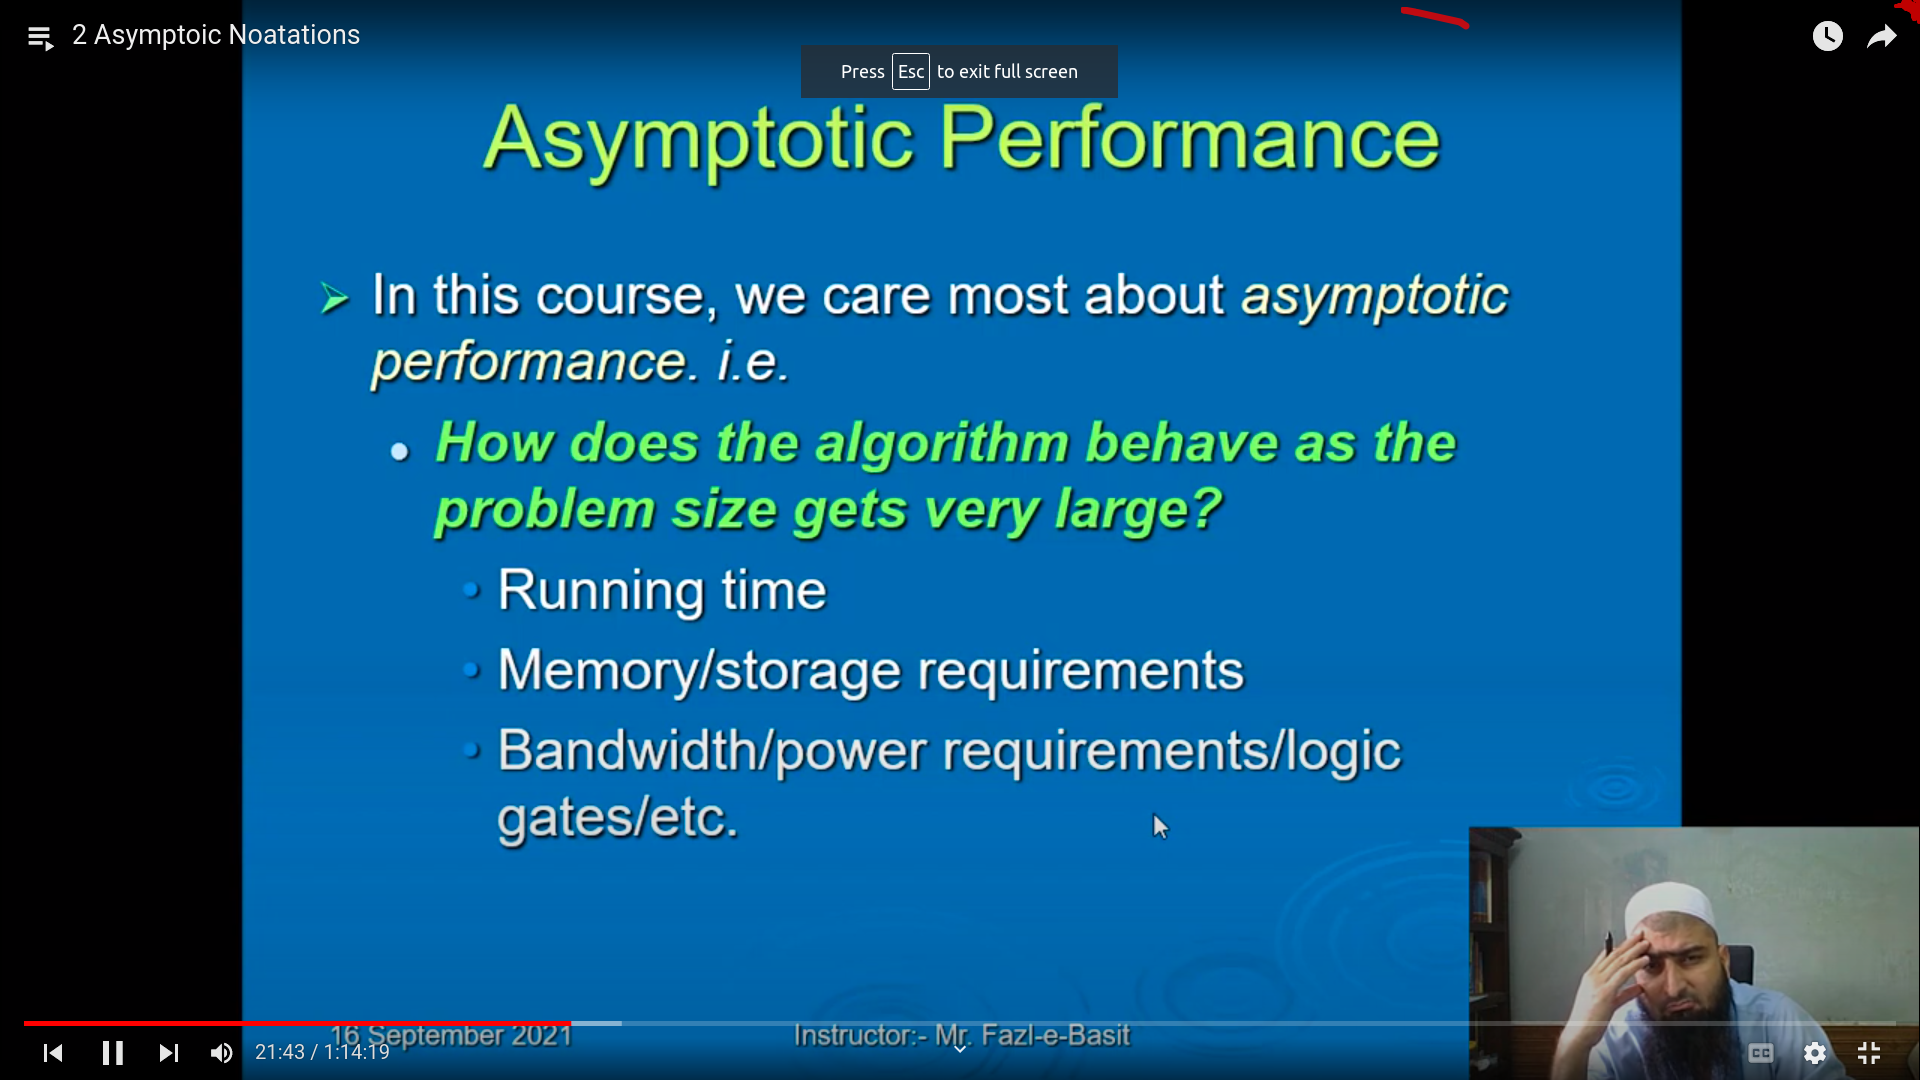 2 Asymptoic Noatations
Press Esc to exit full screen
Asymptotic Performance
In this course, we care most about asymptotic
performance. i.e.
How does the algorithm behave as the
problem size gets very large?
Running time
Memory/storage requirements
Bandwidth/power requirements/logic
gates/etc.
16 September 2021
Instructor:- Mr. Fazl-e-Basit
21:43 / 1:14:19
CC